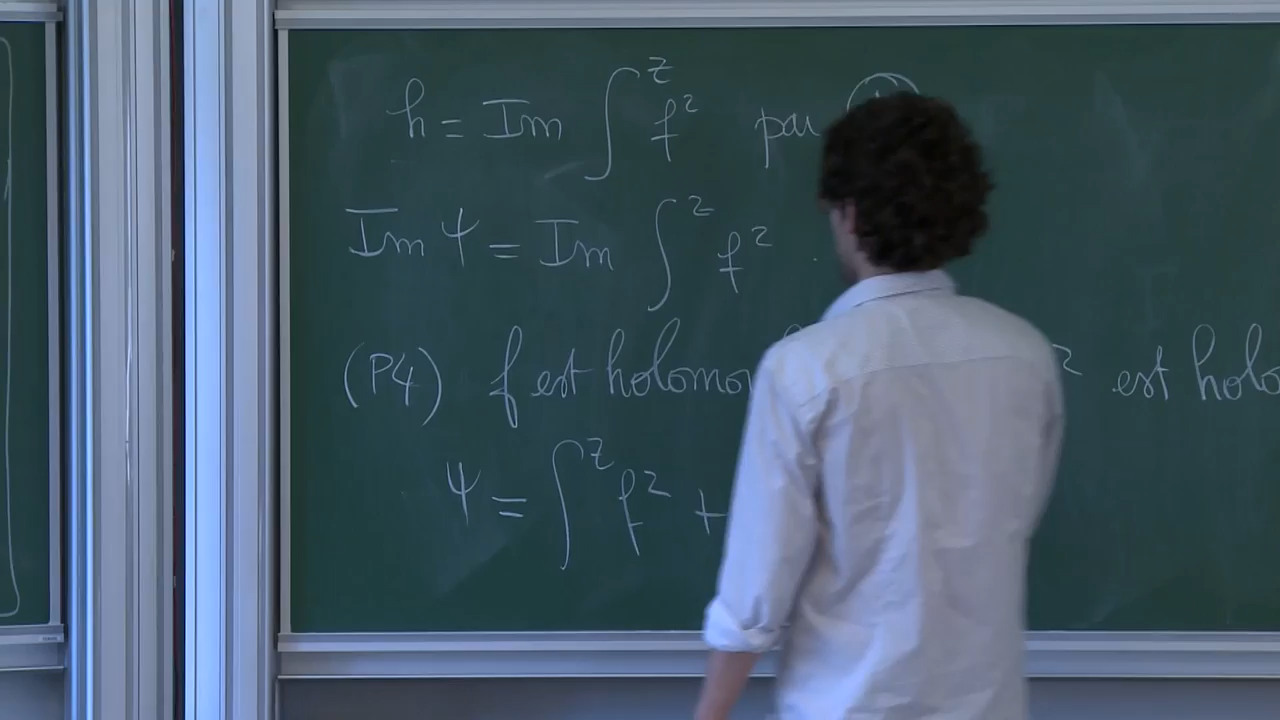 h = Im ∫^z f² par
Im ψ = Im ∫^z f²
(P4) f est holomo ² est holo
ψ = ∫^z f² +